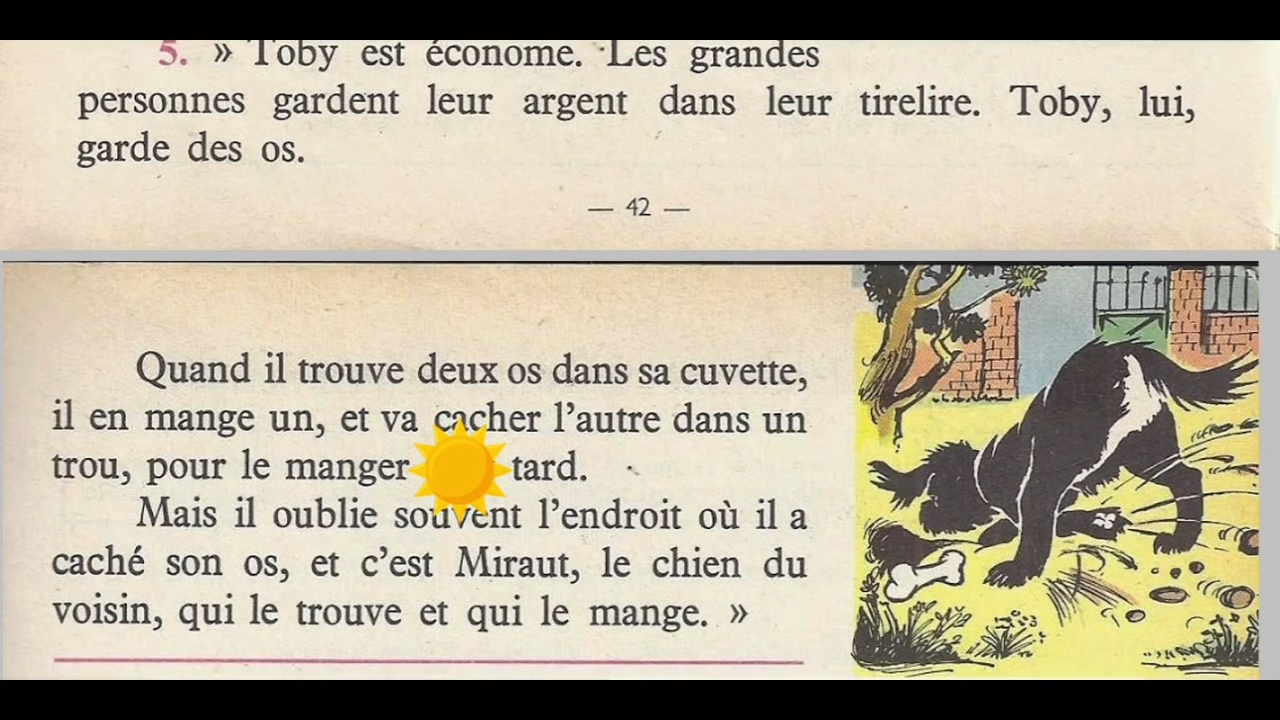 5. » Toby est économe. Les grandes
personnes gardent leur argent dans leur tirelire. Toby, lui,
garde des os.
— 42 —
Quand il trouve deux os dans sa cuvette,
il en mange un, et va cacher l'autre dans un
trou, pour le manger tard.
Mais il oublie souvent l'endroit où il a
caché son os, et c'est Miraut, le chien du
voisin, qui le trouve et qui le mange. »